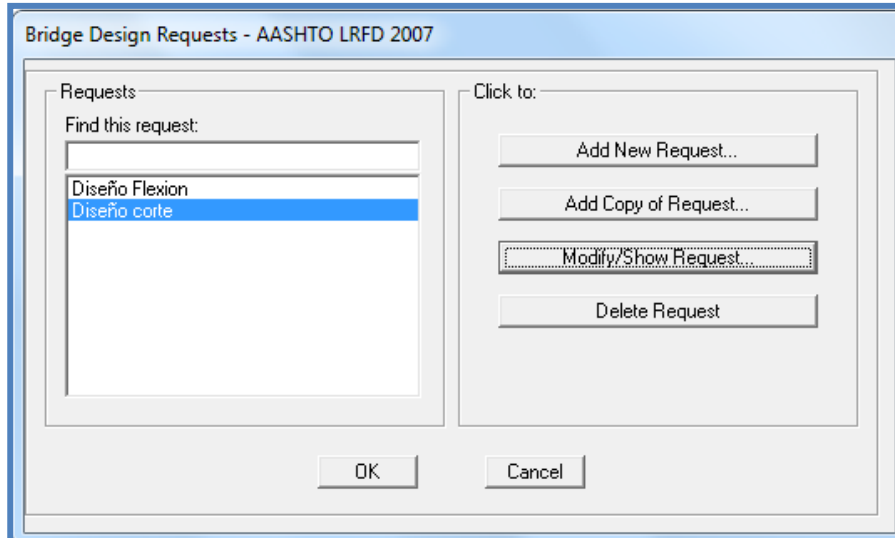 Bridge Design Requests - AASHTO LRFD 2007
Requests
Find this request:
Diseño Flexion
Diseño corte
Click to:
Add New Request...
Add Copy of Request...
Modify/Show Request...
Delete Request
OK
Cancel